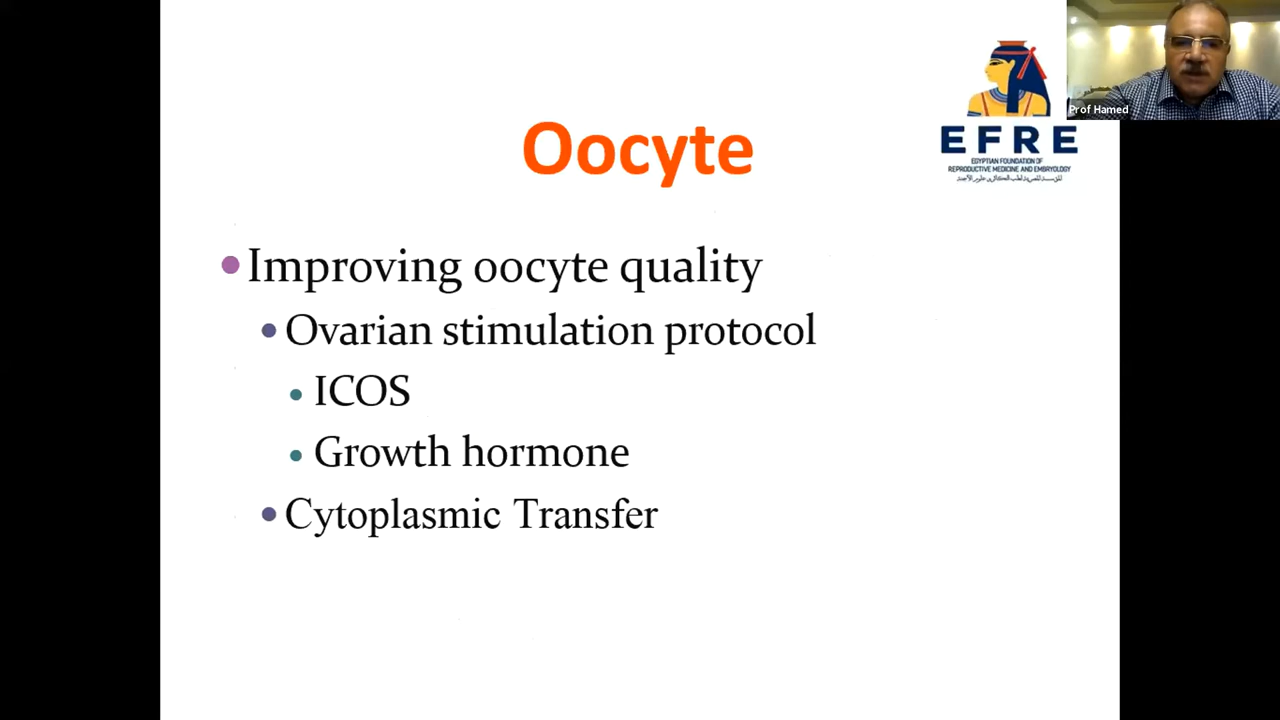 Prof Hamed
EFRE
EGYPTIAN FOUNDATION OF
REPRODUCTIVE MEDICINE AND EMBRYOLOGY
Oocyte
Improving oocyte quality
Ovarian stimulation protocol
ICOS
Growth hormone
Cytoplasmic Transfer